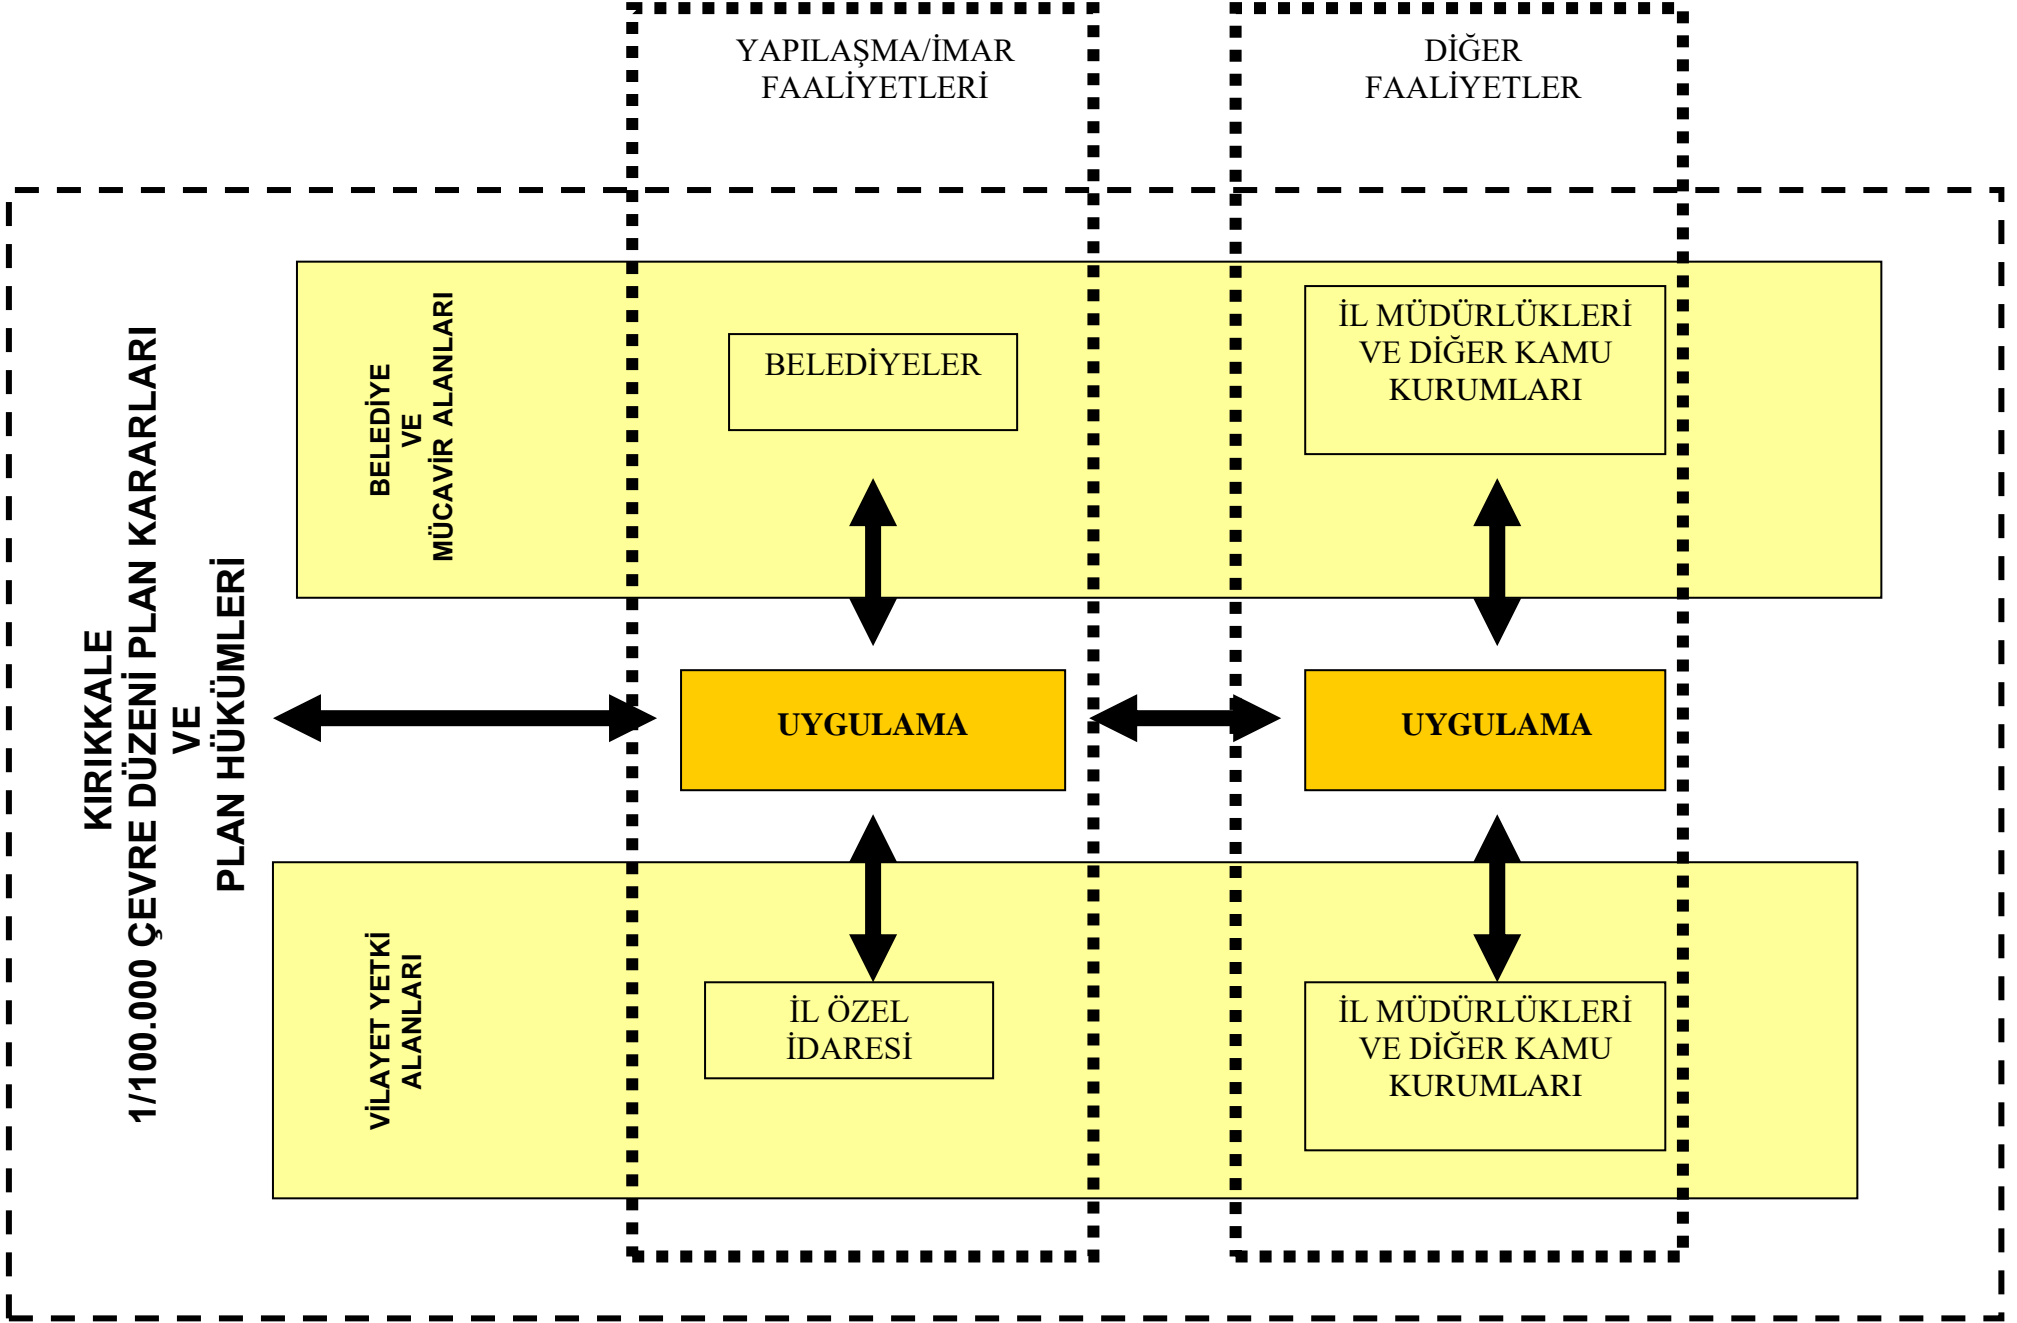 YAPILAŞMA/İMAR
FAALİYETLERİ
DİĞER
FAALİYETLER
KIRIKKALE
1/100.000 ÇEVRE DÜZENİ PLAN KARARLARI
VE
PLAN HÜKÜMLERİ
BELEDİYE
VE
MÜCAVİR ALANLARI
BELEDİYELER
İL MÜDÜRLÜKLERİ
VE DİĞER KAMU
KURUMLARI
UYGULAMA
UYGULAMA
VİLAYET YETKİ
ALANLARI
İL ÖZEL
İDARESİ
İL MÜDÜRLÜKLERİ
VE DİĞER KAMU
KURUMLARI